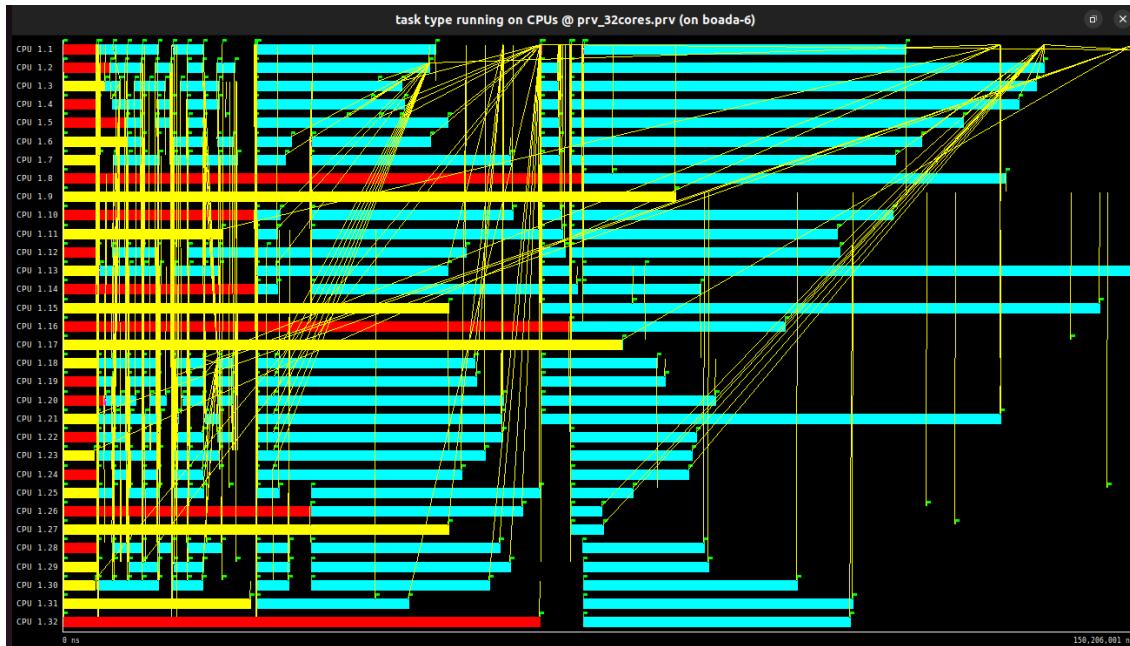 task type running on CPUs @ prv_32cores.prv (on boada-6)
CPU 1.1
CPU 1.2
CPU 1.3
CPU 1.4
CPU 1.5
CPU 1.6
CPU 1.7
CPU 1.8
CPU 1.9
CPU 1.10
CPU 1.11
CPU 1.12
CPU 1.13
CPU 1.14
CPU 1.15
CPU 1.16
CPU 1.17
CPU 1.18
CPU 1.19
CPU 1.20
CPU 1.21
CPU 1.22
CPU 1.23
CPU 1.24
CPU 1.25
CPU 1.26
CPU 1.27
CPU 1.28
CPU 1.29
CPU 1.30
CPU 1.31
CPU 1.32
0 ns 150,206,001 n